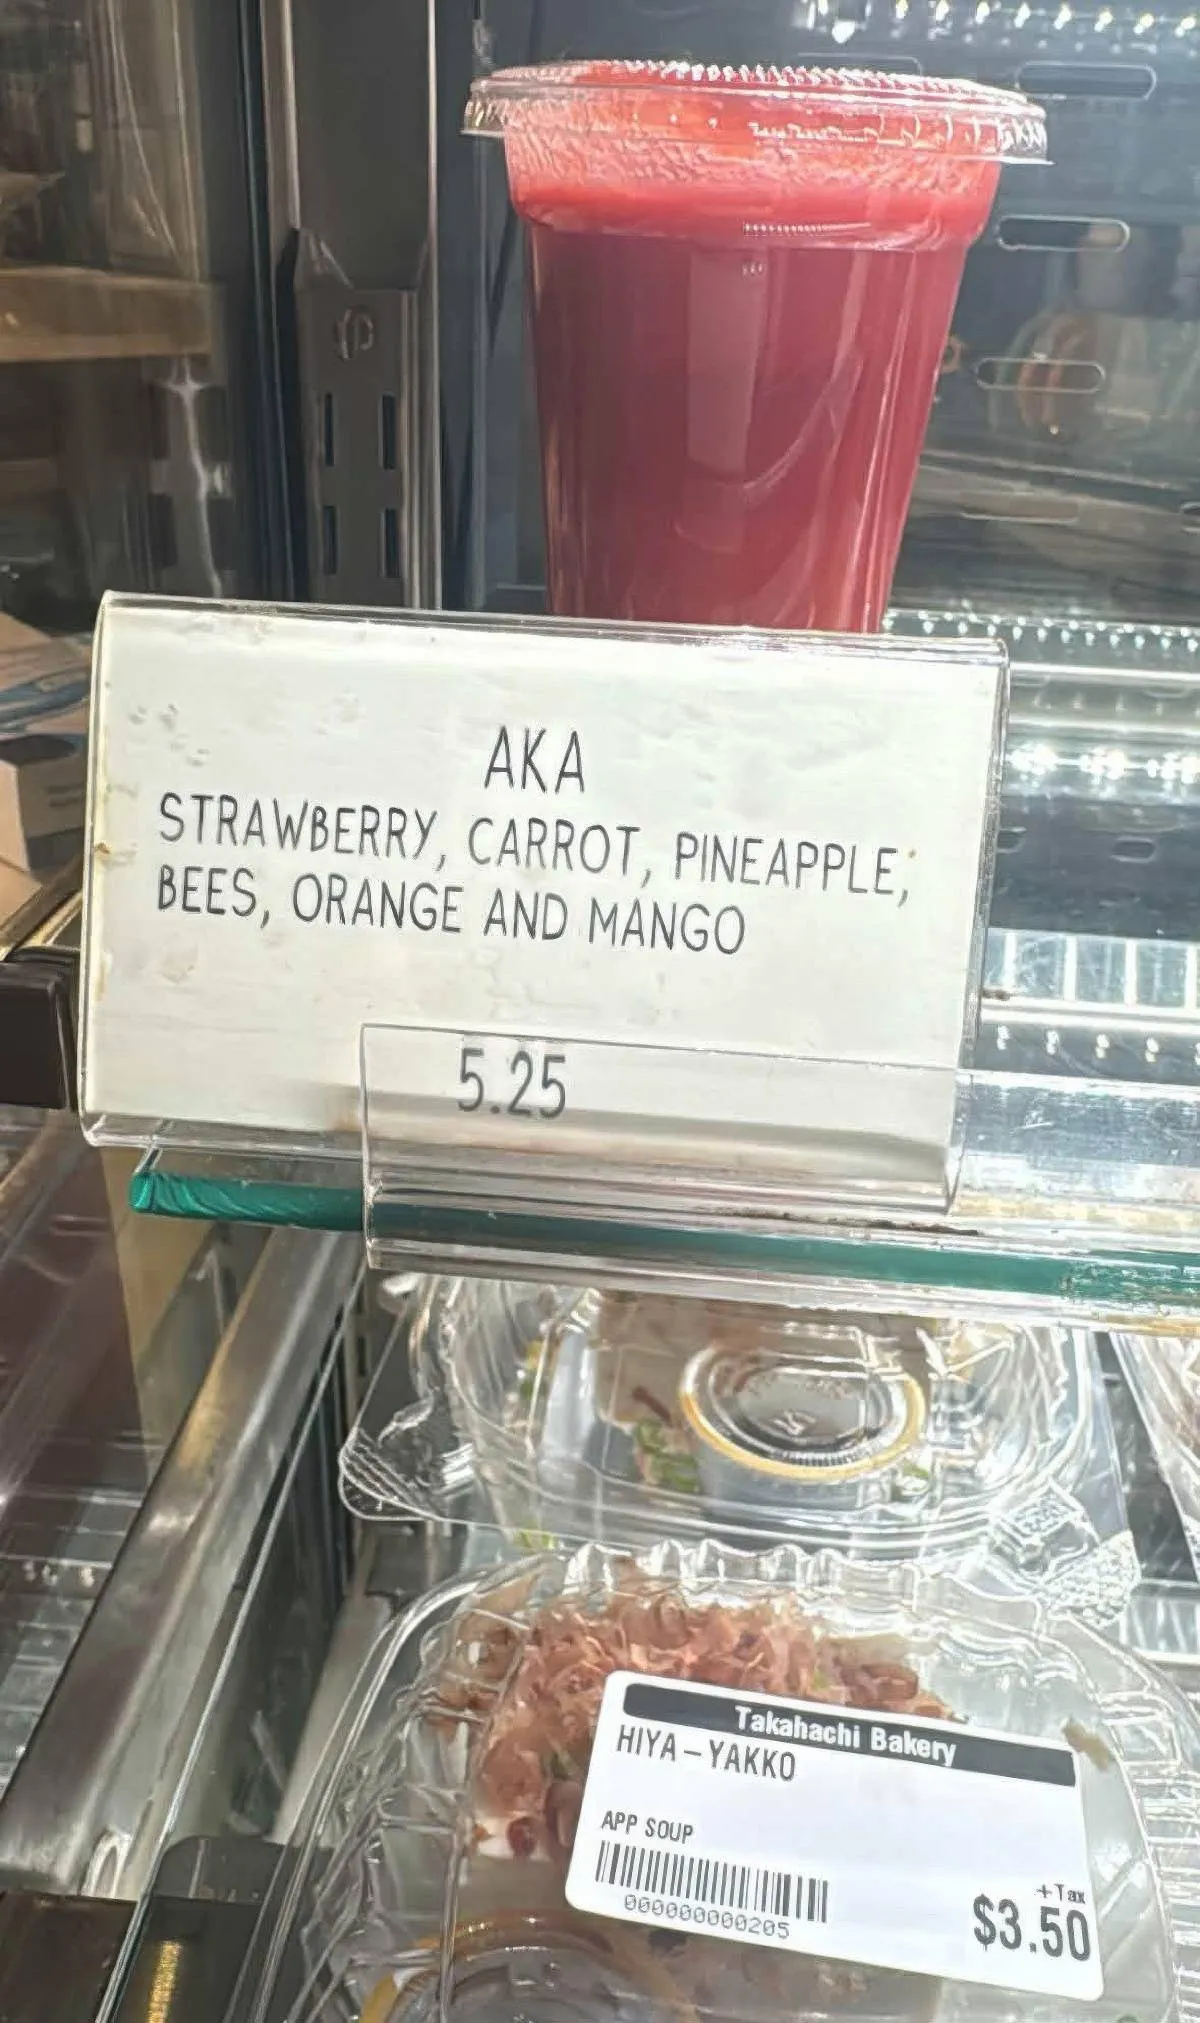 AKA
STRAWBERRY, CARROT, PINEAPPLE,
BEES, ORANGE AND MANGO
5.25
Takahachi Bakery
HIYA-YAKKO
APP SOUP
000000000205
+Tax
$3.50